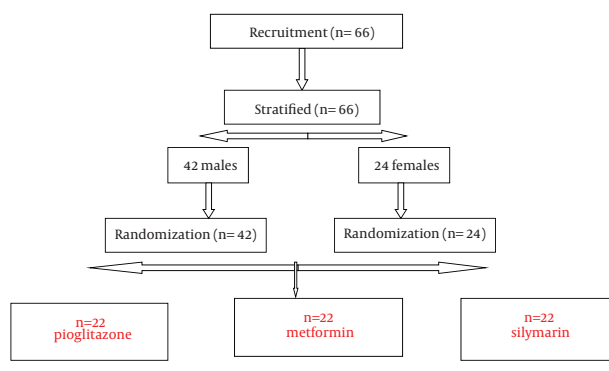 Recruitment (n= 66)
Stratified (n= 66)
42 males
24 females
Randomization (n= 42)
Randomization (n= 24)
n=22
pioglitazone
n=22
metformin
n=22
silymarin